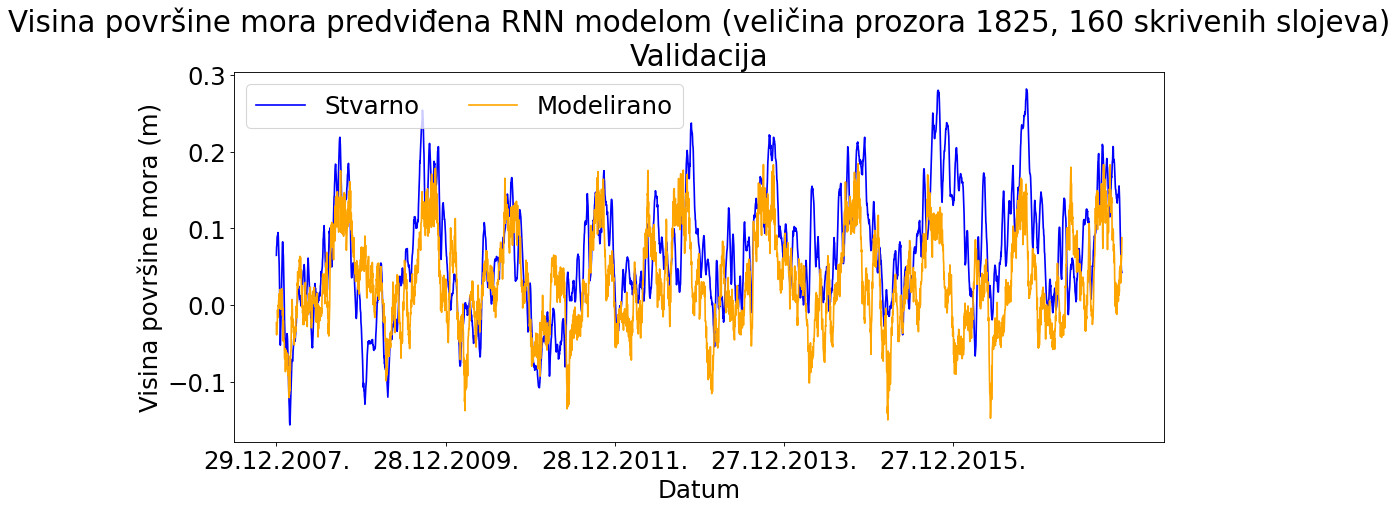 Visina površine mora predviđena RNN modelom (veličina prozora 1825, 160 skrivenih slojeva)
Validacija
Stvarno
Modelirano
Visina površine mora (m)
0.3
0.2
0.1
0.0
−0.1
29.12.2007.
28.12.2009.
28.12.2011.
27.12.2013.
27.12.2015.
Datum